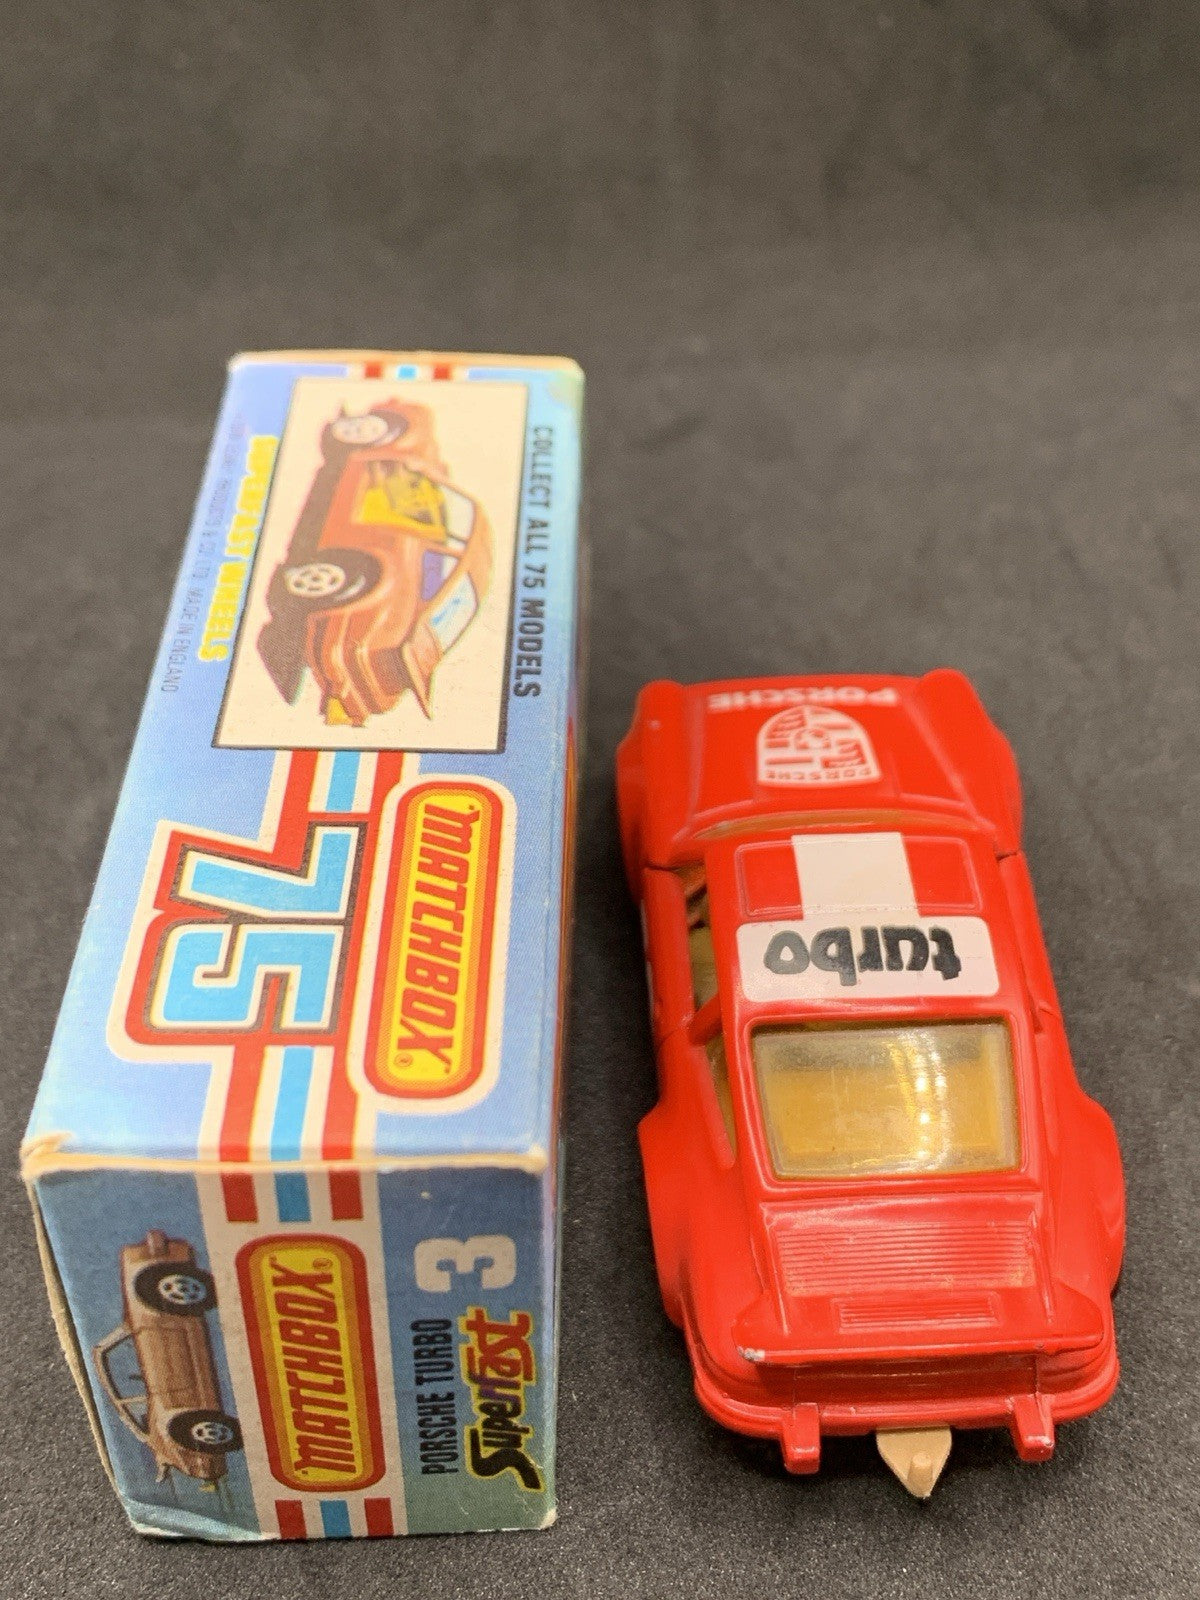 COLLECT ALL 75 MODELS
SUPERFAST WHEELS
MADE IN ENGLAND
MATCHBOX®
75
MATCHBOX®
3
PORSCHE TURBO
Superfast
PORSCHE
PORSCHE
turbo